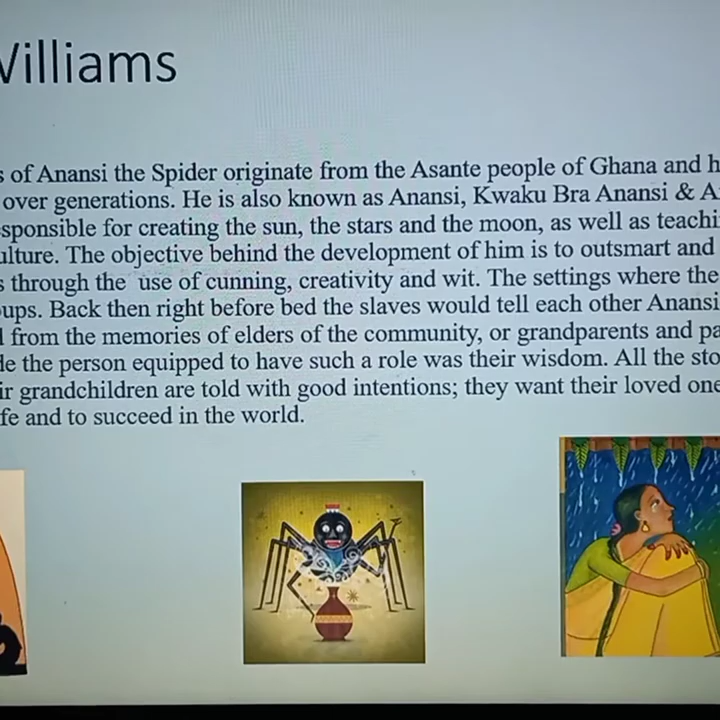 Williams
s of Anansi the Spider originate from the Asante people of Ghana and h
over generations. He is also known as Anansi, Kwaku Bra Anansi & A
sponsible for creating the sun, the stars and the moon, as well as teachi
ulture. The objective behind the development of him is to outsmart and
s through the use of cunning, creativity and wit. The settings where the
oups. Back then right before bed the slaves would tell each other Anansi
l from the memories of elders of the community, or grandparents and pa
de the person equipped to have such a role was their wisdom. All the sto
ir grandchildren are told with good intentions; they want their loved one
fe and to succeed in the world.